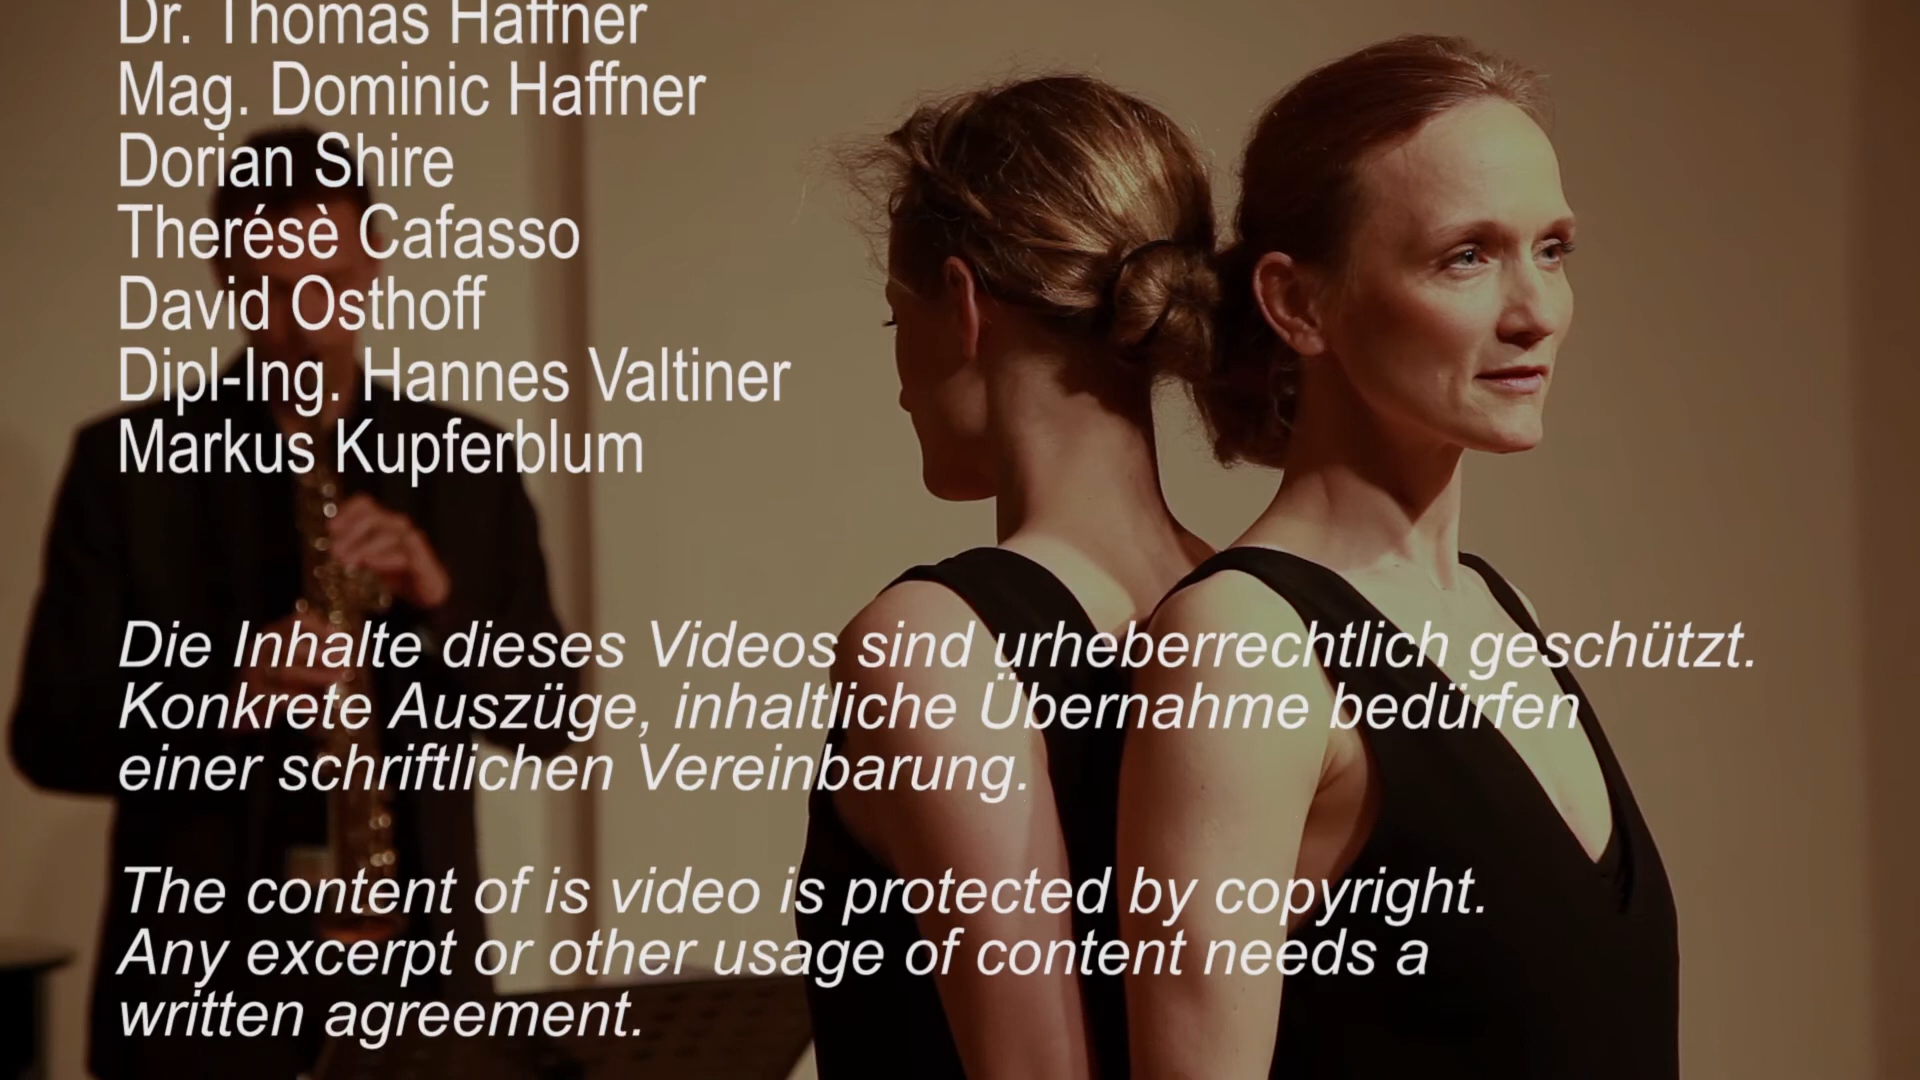 Dr. Thomas Haffner
Mag. Dominic Haffner
Dorian Shire
Therésè Cafasso
David Osthoff
Dipl-Ing. Hannes Valtiner
Markus Kupferblum
Die Inhalte dieses Videos sind urheberrechtlich geschützt.
Konkrete Auszüge, inhaltliche Übernahme bedürfen
einer schriftlichen Vereinbarung.
The content of is video is protected by copyright.
Any excerpt or other usage of content needs a
written agreement.